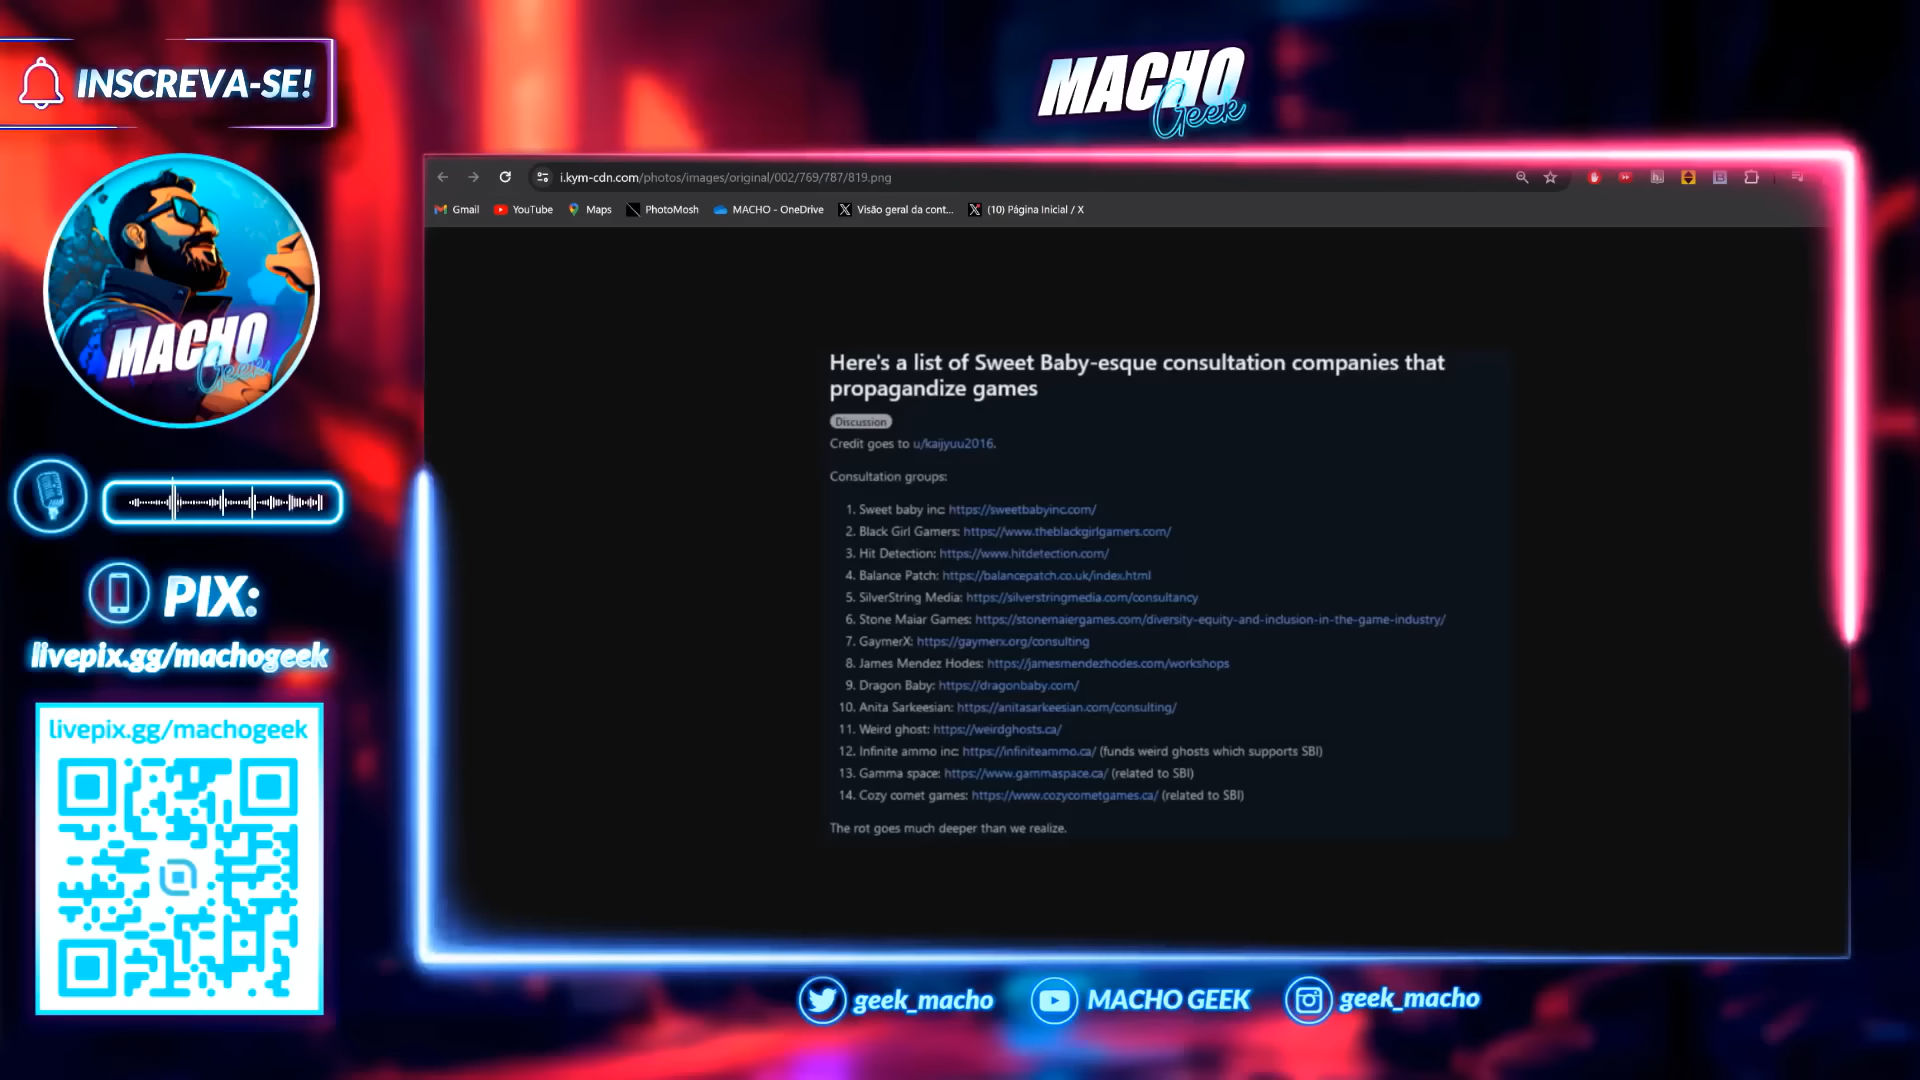 INSCREVA-SE!
MACHO
Geek
i.kym-cdn.com/photos/images/original/002/769/787/819.png
Gmail
YouTube
Maps
PhotoMosh
MACHO - OneDrive
Visão geral da cont...
(10) Página Inicial / X
MACHO
Geek
Here's a list of Sweet Baby-esque consultation companies that
propagandize games
Discussion
Credit goes to u/kaijyuu2016.
Consultation groups:
1. Sweet baby inc: https://sweetbabyinc.com/
2. Black Girl Gamers: https://www.theblackgirlgamers.com/
3. Hit Detection: https://www.hitdetection.com/
4. Balance Patch: https://balancepatch.co.uk/index.html
5. SilverString Media: https://silverstringmedia.com/consultancy
6. Stone Maiar Games: https://stonemaiergames.com/diversity-equity-and-inclusion-in-the-game-industry/
7. GaymerX: https://gaymerx.org/consulting
8. James Mendez Hodes: https://jamesmendezhodes.com/workshops
9. Dragon Baby: https://dragonbaby.com/
10. Anita Sarkeesian: https://anitasarkeesian.com/consulting/
11. Weird ghost: https://weirdghosts.ca/
12. Infinite ammo inc: https://infiniteammo.ca/ (funds weird ghosts which supports SBI)
13. Gamma space: https://www.gammaspace.ca/ (related to SBI)
14. Cozy comet games: https://www.cozycometgames.ca/ (related to SBI)
The rot goes much deeper than we realize.
PIX:
livepix.gg/machogeek
livepix.gg/machogeek
geek_macho
MACHO GEEK
geek_macho